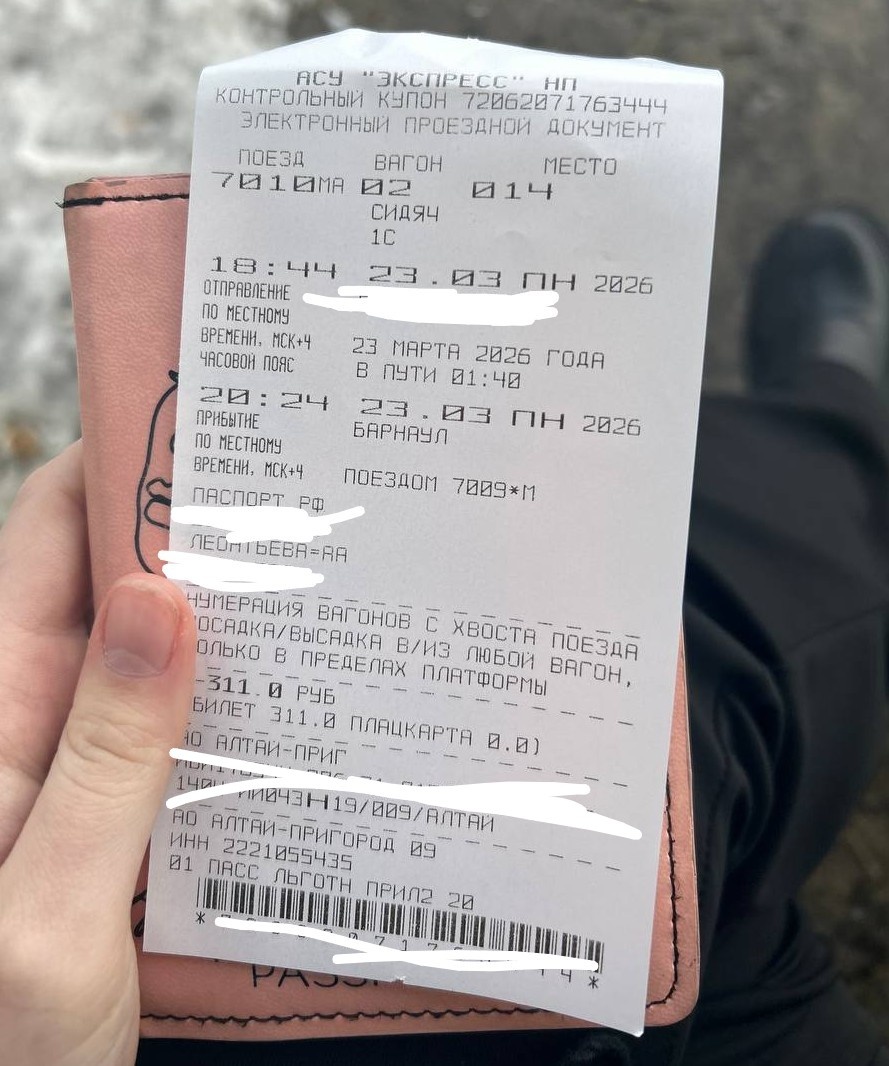 АСУ "ЭКСПРЕСС" НП
КОНТРОЛЬНЫЙ КУПОН 72062071763444
ЭЛЕКТРОННЫЙ ПРОЕЗДНОЙ ДОКУМЕНТ
ПОЕЗД ВАГОН МЕСТО
7010МА 02 014
СИДЯЧ
1С
18:44 23.03 ПН 2026
ОТПРАВЛЕНИЕ
ПО МЕСТНОМУ
ВРЕМЕНИ, МСК+4 23 МАРТА 2026 ГОДА
ЧАСОВОЙ ПОЯС В ПУТИ 01:40
20:24 23.03 ПН 2026
ПРИБЫТИЕ БАРНАУЛ
ПО МЕСТНОМУ
ВРЕМЕНИ, МСК+4 ПОЕЗДОМ 7009*М
ПАСПОРТ РФ
ЛЕОНТЬЕВА=АА
НУМЕРАЦИЯ ВАГОНОВ С ХВОСТА ПОЕЗДА
ОСАДКА/ВЫСАДКА В/ИЗ ЛЮБОЙ ВАГОН,
ОЛЬКО В ПРЕДЕЛАХ ПЛАТФОРМЫ
-311.0 РУБ
БИЛЕТ 311.0 ПЛАЦКАРТА 0.0)
АО АЛТАЙ-ПРИГ
19/009/АЛТАЙ
АО АЛТАЙ-ПРИГОРОД 09
ИНН 2221055435
01 ПАСС ЛЬГОТН ПРИЛ2 20